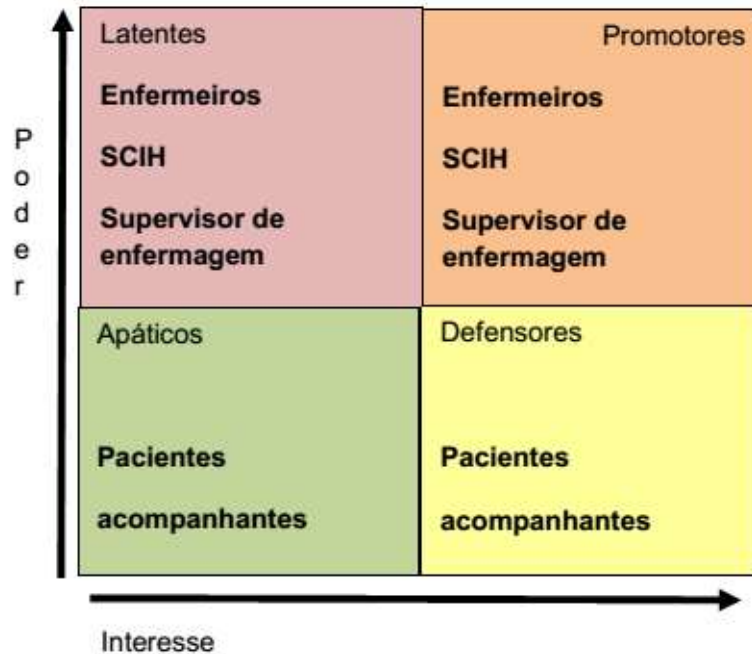 Poder
Latentes
Enfermeiros
SCIH
Supervisor de
enfermagem
Promotores
Enfermeiros
SCIH
Supervisor de
enfermagem
Apáticos
Pacientes
acompanhantes
Defensores
Pacientes
acompanhantes
Interesse